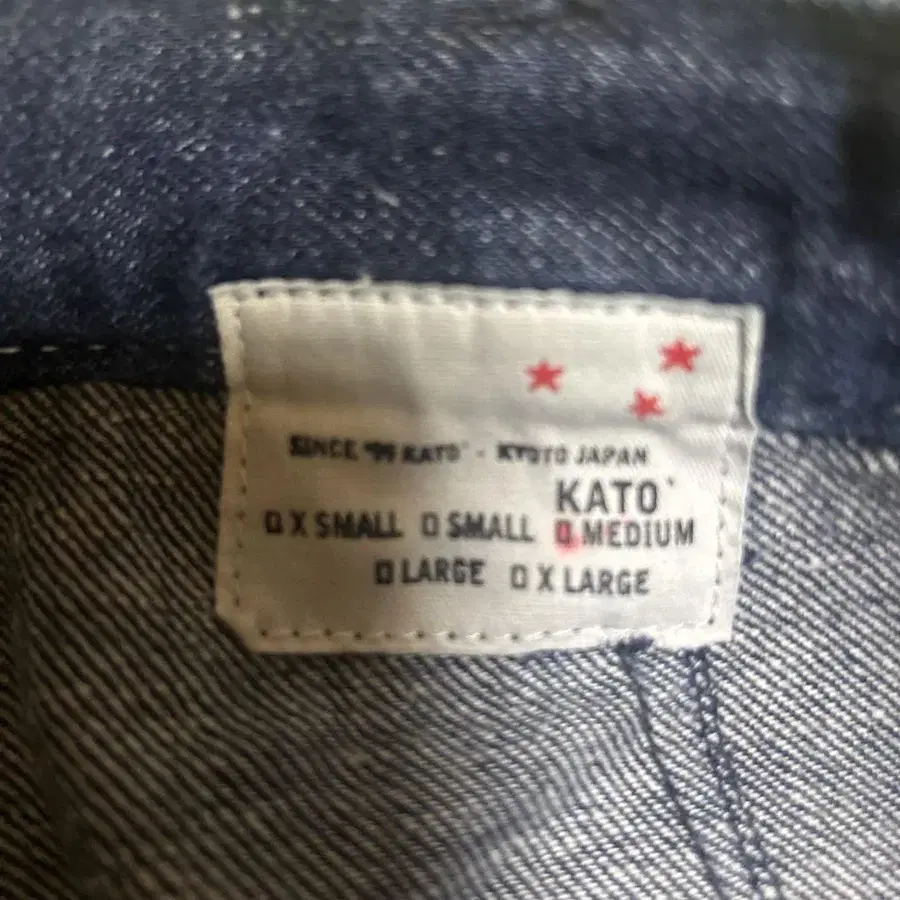 SINCE '99 KATO' - KYOTO JAPAN
KATO'
X SMALL SMALL MEDIUM
LARGE X LARGE